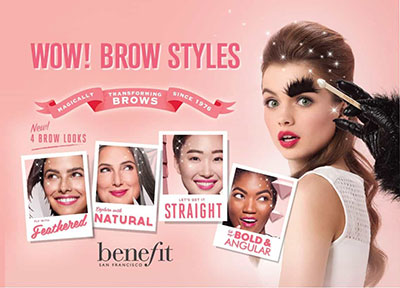 WOW! BROW STYLES
MAGICALLY TRANSFORMING BROWS SINCE 1976
New!
4 BROW LOOKS
Feathered
NATURAL
LET'S GET IT
STRAIGHT
BOLD &
ANGULAR
benefit
SAN FRANCISCO